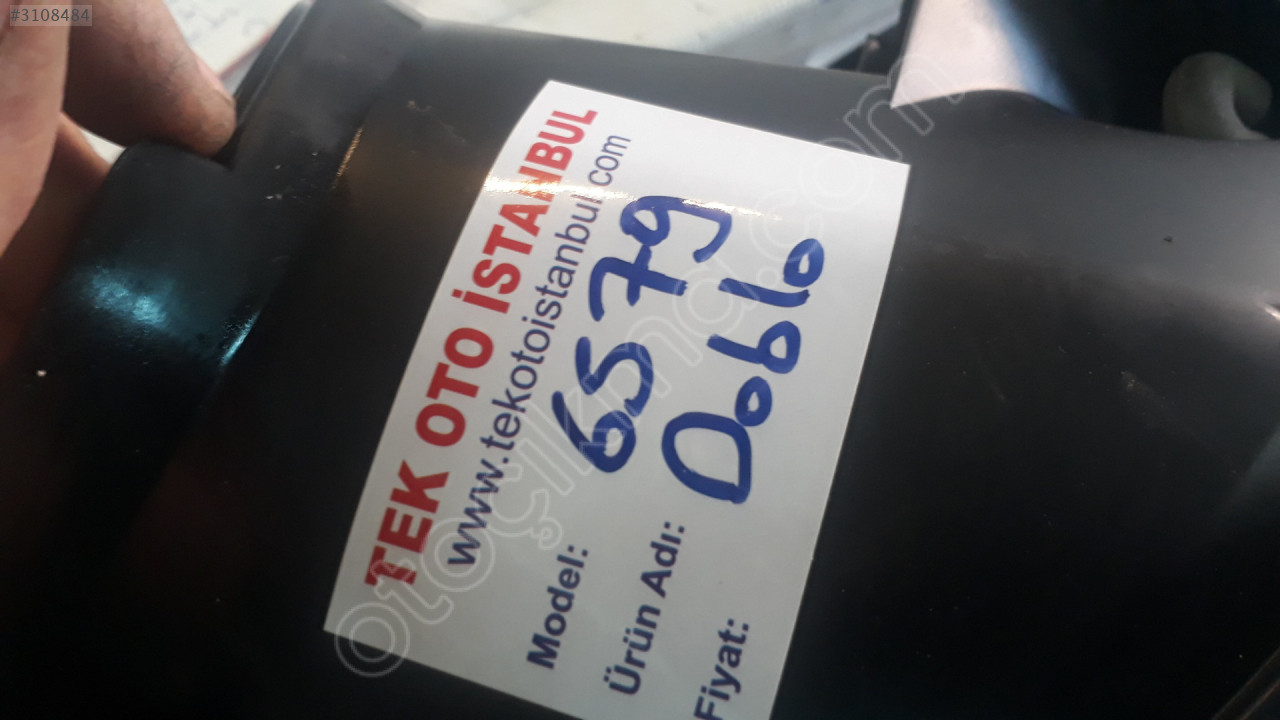 #3108484
TEK OTO İSTANBUL
www.tekotoistanbul.com
Model: 6579
Ürün Adı: Doblo
Fiyat:
otoçıkma.com